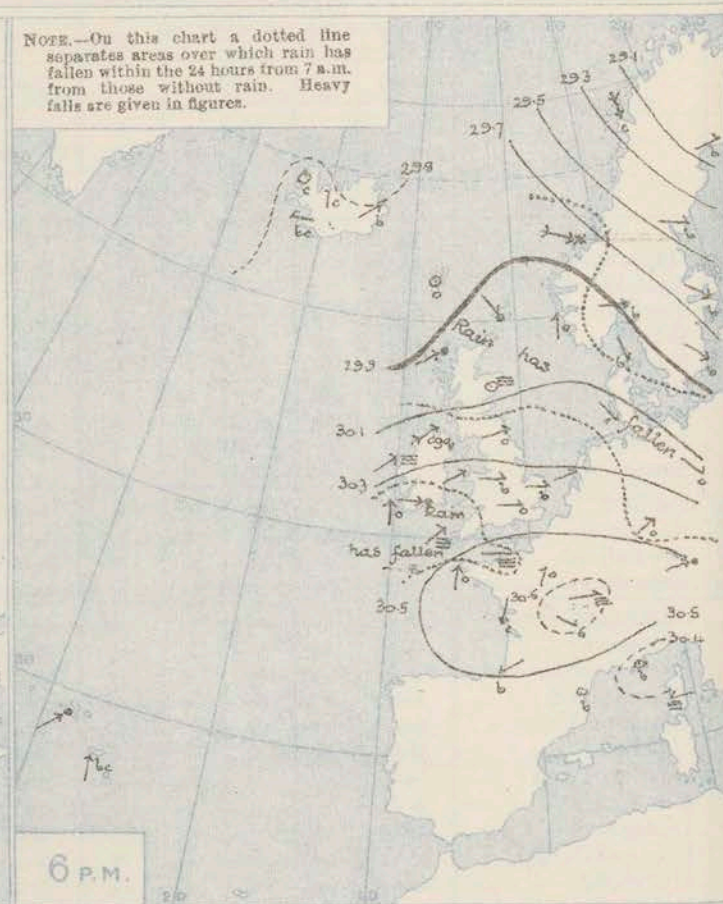 NOTE.—On this chart a dotted line
separates areas over which rain has
fallen within the 24 hours from 7 a.m.
from those without rain. Heavy
falls are given in figures.
29.1
29.3
29.5
29.7
29.8
Rain has fallen
29.9
30.1
30.3
Rain
has fallen
30.5
30.6
30.5
30.4
bc
6 P.M.